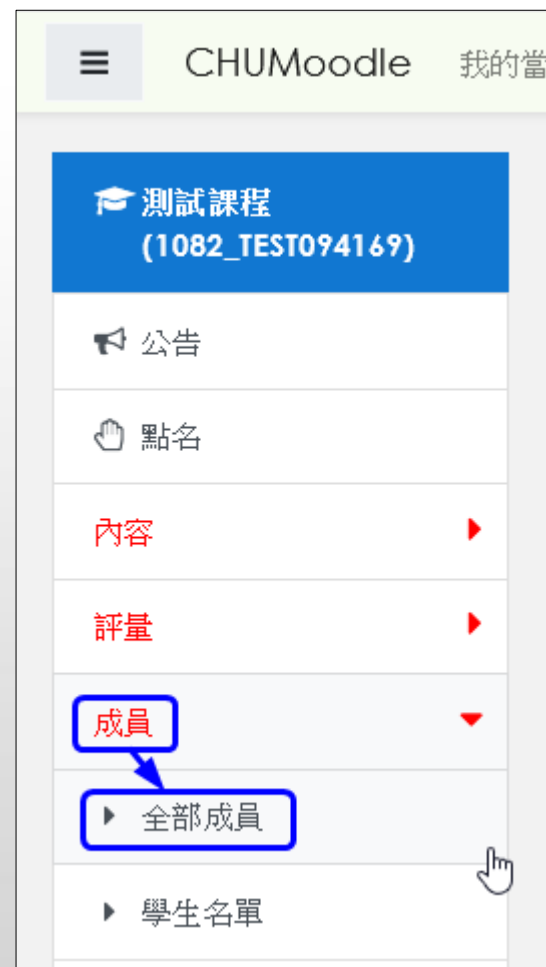 CHUMoodle 我的當
測試課程
(1082_TEST094169)
公告
點名
內容
評量
成員
全部成員
學生名單